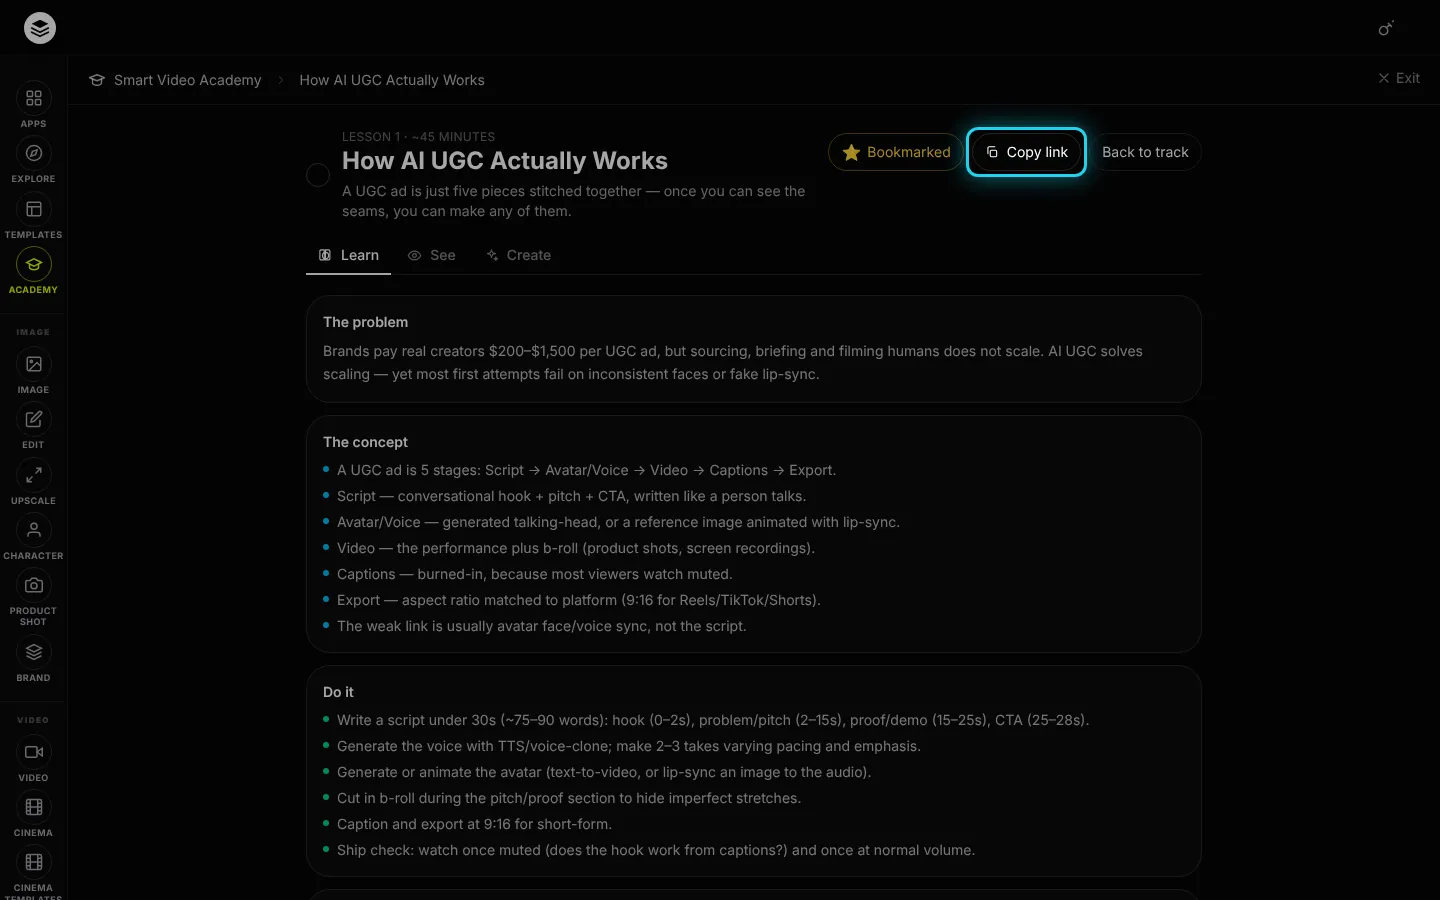 Smart Video Academy
How AI UGC Actually Works
Exit
APPS
EXPLORE
TEMPLATES
ACADEMY
IMAGE
IMAGE
EDIT
UPSCALE
CHARACTER
PRODUCT
SHOT
BRAND
VIDEO
VIDEO
CINEMA
CINEMA
TEMPLATES
LESSON 1 · ~45 MINUTES
How AI UGC Actually Works
A UGC ad is just five pieces stitched together — once you can see the
seams, you can make any of them.
Bookmarked
Copy link
Back to track
Learn
See
Create
The problem
Brands pay real creators $200–$1,500 per UGC ad, but sourcing, briefing and filming humans does not scale. AI UGC solves
scaling — yet most first attempts fail on inconsistent faces or fake lip-sync.
The concept
A UGC ad is 5 stages: Script → Avatar/Voice → Video → Captions → Export.
Script — conversational hook + pitch + CTA, written like a person talks.
Avatar/Voice — generated talking-head, or a reference image animated with lip-sync.
Video — the performance plus b-roll (product shots, screen recordings).
Captions — burned-in, because most viewers watch muted.
Export — aspect ratio matched to platform (9:16 for Reels/TikTok/Shorts).
The weak link is usually avatar face/voice sync, not the script.
Do it
Write a script under 30s (~75–90 words): hook (0–2s), problem/pitch (2–15s), proof/demo (15–25s), CTA (25–28s).
Generate the voice with TTS/voice-clone; make 2–3 takes varying pacing and emphasis.
Generate or animate the avatar (text-to-video, or lip-sync an image to the audio).
Cut in b-roll during the pitch/proof section to hide imperfect stretches.
Caption and export at 9:16 for short-form.
Ship check: watch once muted (does the hook work from captions?) and once at normal volume.